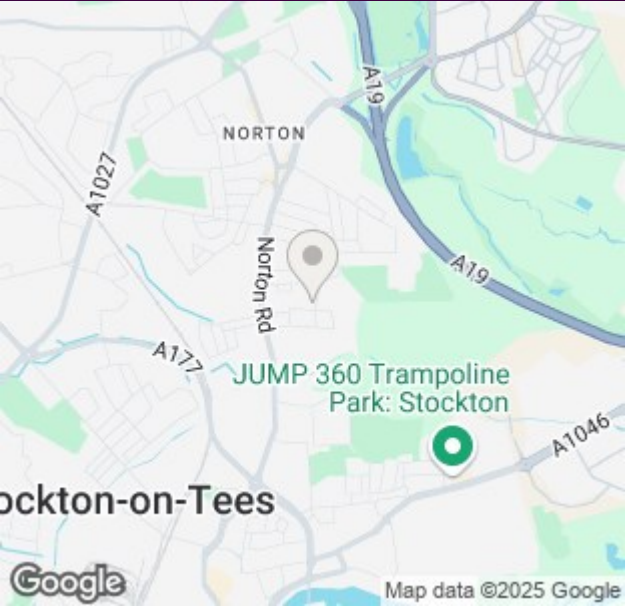 A19
NORTON
A1027
Norton Rd
A19
A177
JUMP 360 Trampoline
Park: Stockton
A1046
ockton-on-Tees
Google
Map data ©2025 Google